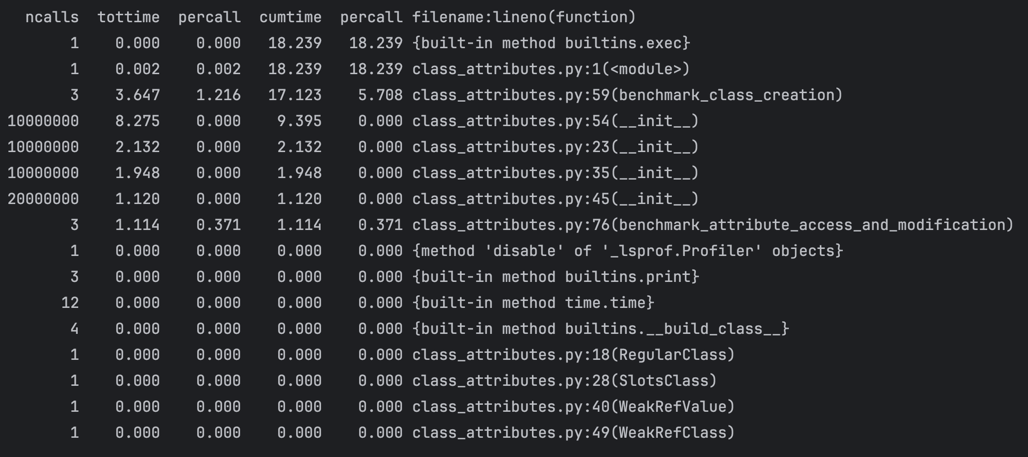 ncalls tottime percall cumtime percall filename:lineno(function)
1 0.000 0.000 18.239 18.239 {built-in method builtins.exec}
1 0.002 0.002 18.239 18.239 class_attributes.py:1(<module>)
3 3.647 1.216 17.123 5.708 class_attributes.py:59(benchmark_class_creation)
10000000 8.275 0.000 9.395 0.000 class_attributes.py:54(__init__)
10000000 2.132 0.000 2.132 0.000 class_attributes.py:23(__init__)
10000000 1.948 0.000 1.948 0.000 class_attributes.py:35(__init__)
20000000 1.120 0.000 1.120 0.000 class_attributes.py:45(__init__)
3 1.114 0.371 1.114 0.371 class_attributes.py:76(benchmark_attribute_access_and_modification)
1 0.000 0.000 0.000 0.000 {method 'disable' of '_lsprof.Profiler' objects}
3 0.000 0.000 0.000 0.000 {built-in method builtins.print}
12 0.000 0.000 0.000 0.000 {built-in method time.time}
4 0.000 0.000 0.000 0.000 {built-in method builtins.__build_class__}
1 0.000 0.000 0.000 0.000 class_attributes.py:18(RegularClass)
1 0.000 0.000 0.000 0.000 class_attributes.py:28(SlotsClass)
1 0.000 0.000 0.000 0.000 class_attributes.py:40(WeakRefValue)
1 0.000 0.000 0.000 0.000 class_attributes.py:49(WeakRefClass)